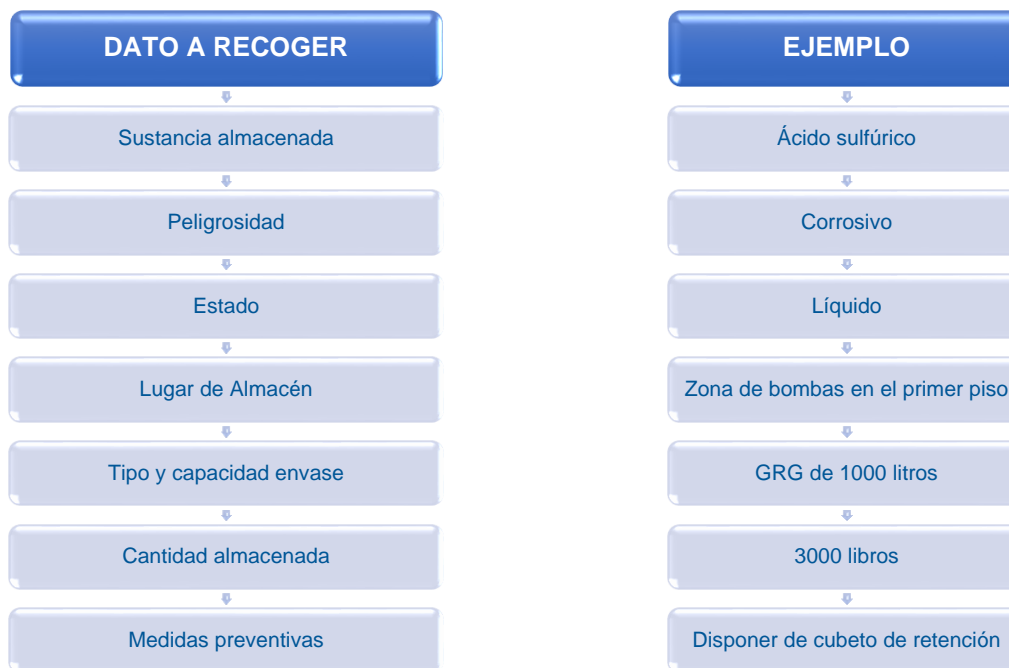 DATO A RECOGER
Sustancia almacenada
Peligrosidad
Estado
Lugar de Almacén
Tipo y capacidad envase
Cantidad almacenada
Medidas preventivas
EJEMPLO
Ácido sulfúrico
Corrosivo
Líquido
Zona de bombas en el primer piso
GRG de 1000 litros
3000 libros
Disponer de cubeto de retención